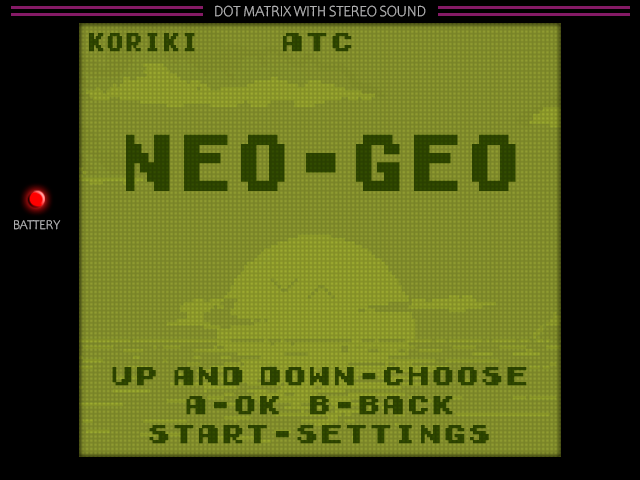 DOT MATRIX WITH STEREO SOUND
KORIKI ATC
NEO-GEO
BATTERY
UP AND DOWN-CHOOSE
A-OK B-BACK
START-SETTINGS